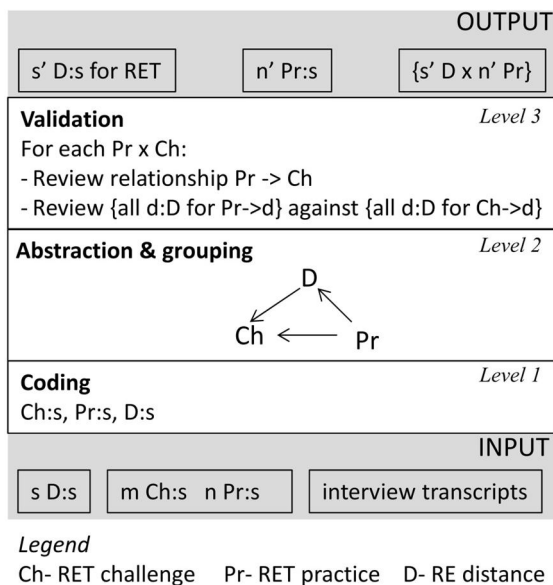 OUTPUT
s’ D:s for RET n’ Pr:s {s’ D x n’ Pr}
Validation Level 3
For each Pr x Ch:
- Review relationship Pr -> Ch
- Review {all d:D for Pr->d} against {all d:D for Ch->d}
Abstraction & grouping Level 2
D
Ch Pr
Coding Level 1
Ch:s, Pr:s, D:s
INPUT
s D:s m Ch:s n Pr:s interview transcripts
Legend
Ch- RET challenge Pr- RET practice D- RE distance